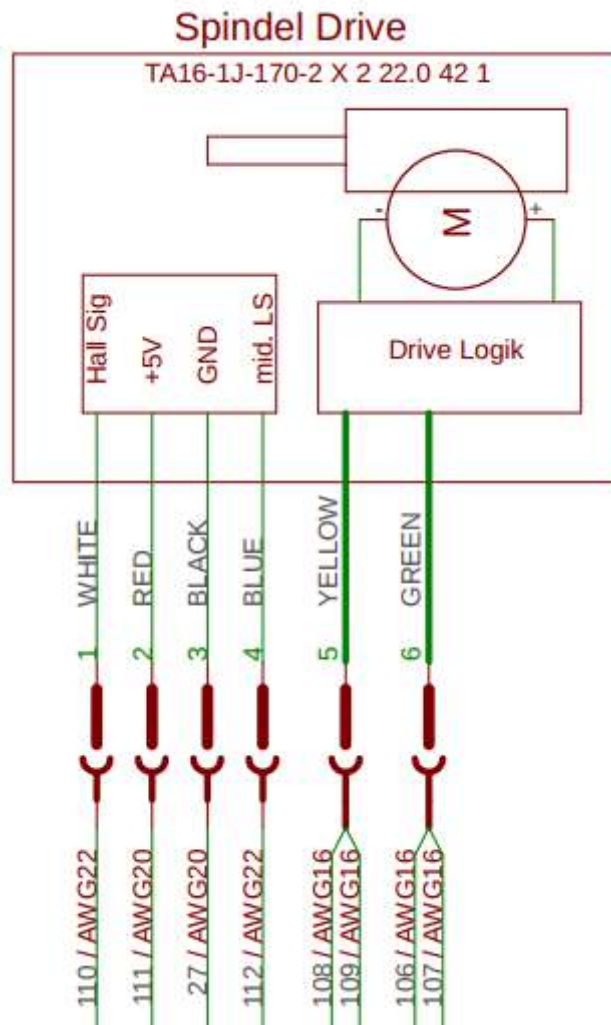 Spindel Drive
TA16-1J-170-2 X 2 22.0 42 1
-
+
M
Hall Sig
+5V
GND
mid. LS
Drive Logik
WHITE
RED
BLACK
BLUE
YELLOW
GREEN
1
2
3
4
5
6
110 / AWG22
111 / AWG20
27 / AWG20
112 / AWG22
108 / AWG16
109 / AWG16
106 / AWG16
107 / AWG16